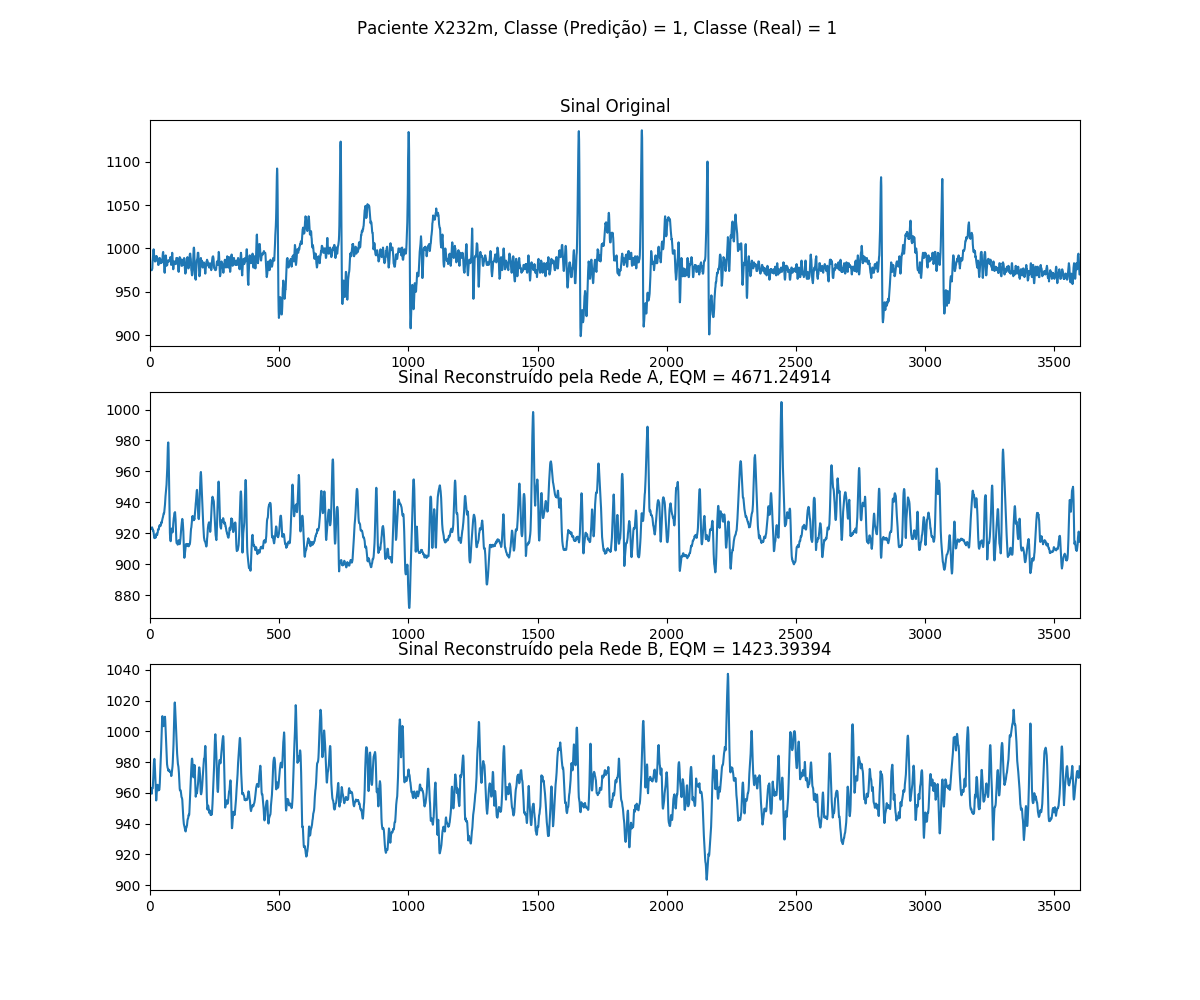 Paciente X232m, Classe (Predição) = 1, Classe (Real) = 1
Sinal Original
1100
1050
1000
950
900
0 500 1000 1500 2000 2500 3000 3500
Sinal Reconstruído pela Rede A, EQM = 4671.24914
1000
980
960
940
920
900
880
0 500 1000 1500 2000 2500 3000 3500
Sinal Reconstruído pela Rede B, EQM = 1423.39394
1040
1020
1000
980
960
940
920
900
0 500 1000 1500 2000 2500 3000 3500